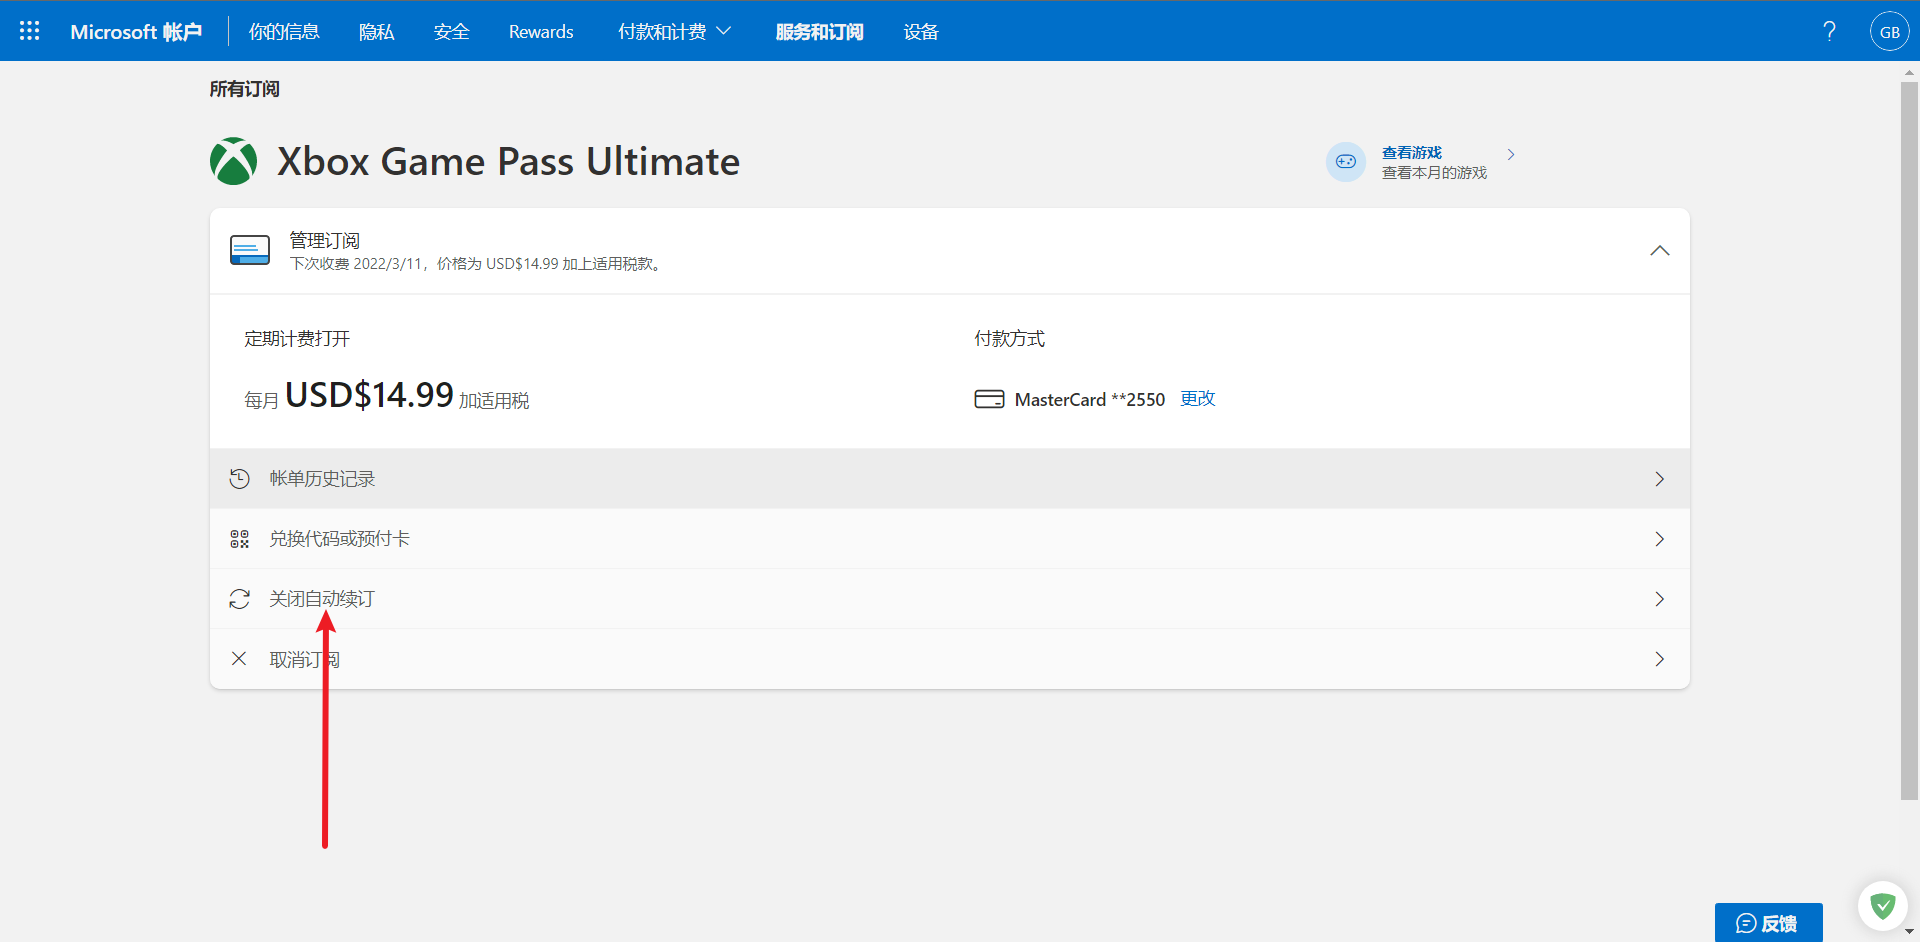 Microsoft 帐户
你的信息
隐私
安全
Rewards
付款和计费
服务和订阅
设备
?
GB
所有订阅
Xbox Game Pass Ultimate
查看游戏
查看本月的游戏
管理订阅
下次收费 2022/3/11，价格为 USD$14.99 加上适用税款。
定期计费打开
付款方式
每月 USD$14.99 加适用税
MasterCard **2550 更改
帐单历史记录
兑换代码或预付卡
关闭自动续订
取消订阅
反馈